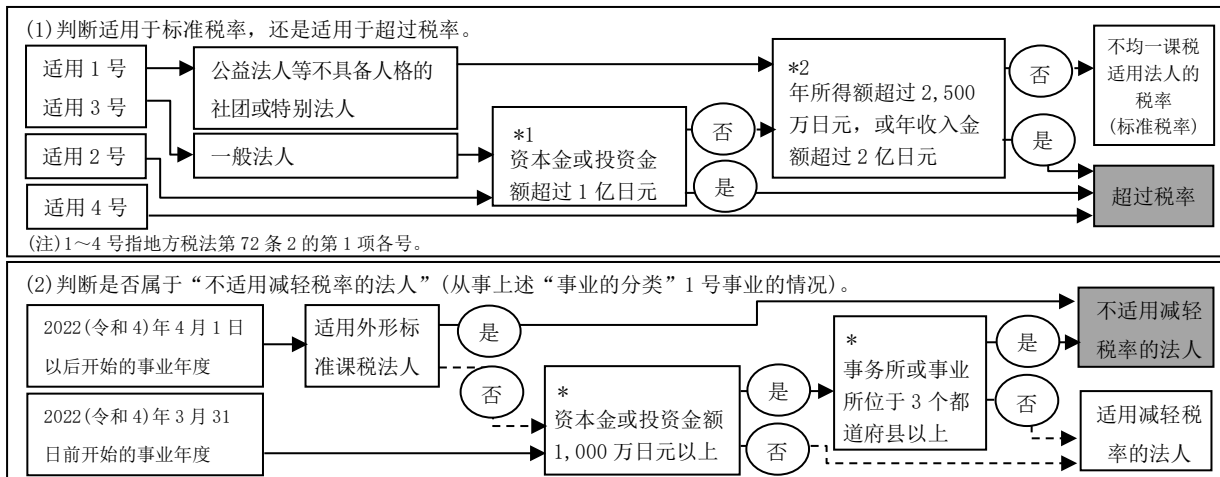 (1)判断适用于标准税率，还是适用于超过税率。
适用 1 号
适用 3 号
公益法人等不具备人格的
社团或特别法人
适用 2 号
一般法人
适用 4 号
*1
资本金或投资金
额超过 1 亿日元
否
是
*2
年所得额超过 2,500
万日元，或年收入金
额超过 2 亿日元
否
是
不均一课税
适用法人的
税率
(标准税率)
超过税率
(注)1～4 号指地方税法第 72 条 2 的第 1 项各号。
(2)判断是否属于“不适用减轻税率的法人”(从事上述“事业的分类”1 号事业的情况)。
2022(令和 4)年 4 月 1 日
以后开始的事业年度
适用外形标
准课税法人
是
否
2022(令和 4)年 3 月 31
日前开始的事业年度
*
资本金或投资金额
1,000 万日元以上
是
否
*
事务所或事业
所位于 3 个都
道府县以上
是
否
不适用减轻
税率的法人
适用减轻税
率的法人